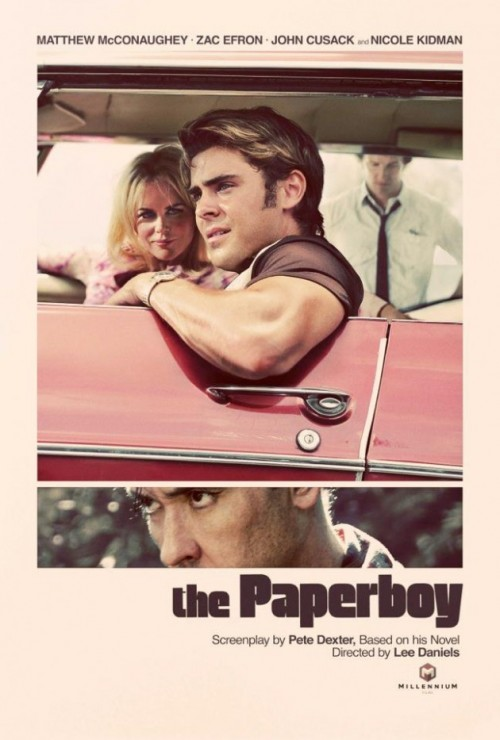 MATTHEW McCONAUGHEY · ZAC EFRON · JOHN CUSACK and NICOLE KIDMAN
the Paperboy
Screenplay by Pete Dexter, Based on his Novel
Directed by Lee Daniels
MILLENNIUM
FILMS